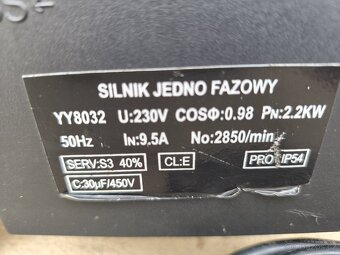 SILNIK JEDNO FAZOWY
YY8032 U:230V COSΦ:0.98 PN:2.2KW
50Hz IN:9.5A No:2850/min
SERV:S3 40% CL:E PRO IP54
C:30µF/450V